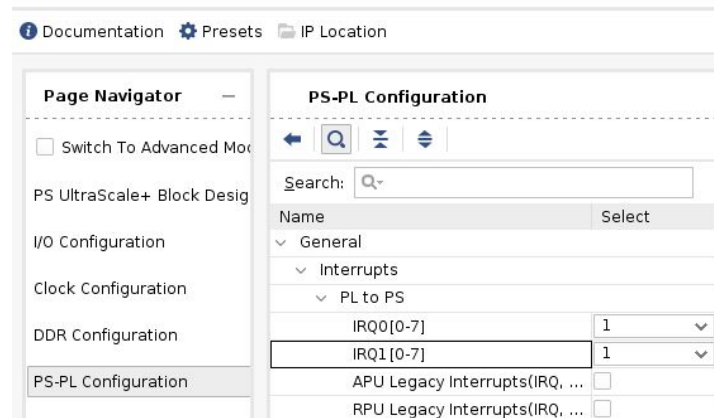 Documentation Presets IP Location
Page Navigator
Switch To Advanced Mod
PS UltraScale+ Block Desig
I/O Configuration
Clock Configuration
DDR Configuration
PS-PL Configuration
PS-PL Configuration
Search:
Name Select
General
Interrupts
PL to PS
IRQ0[0-7] 1
IRQ1[0-7] 1
APU Legacy Interrupts(IRQ, ...
RPU Legacy Interrupts(IRQ, ...